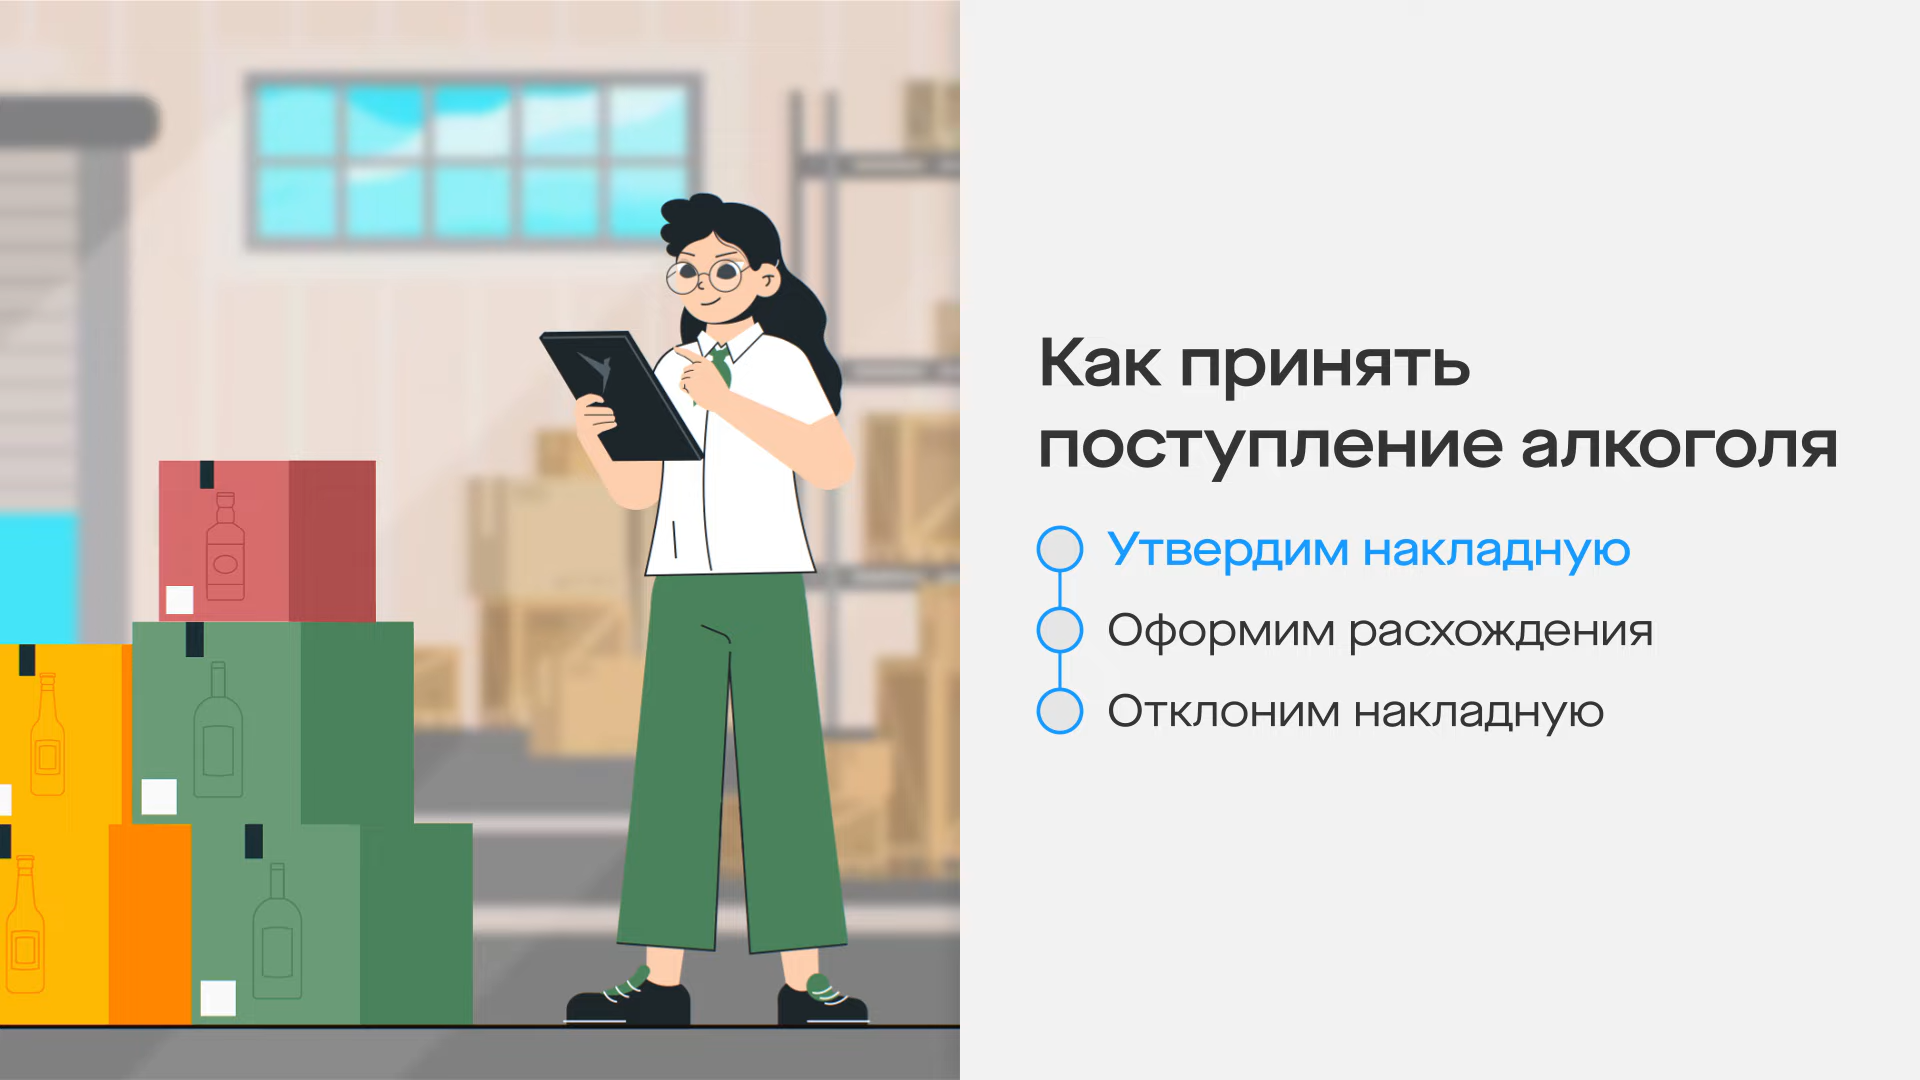 Как принять
поступление алкоголя
Утвердим накладную
Оформим расхождения
Отклоним накладную